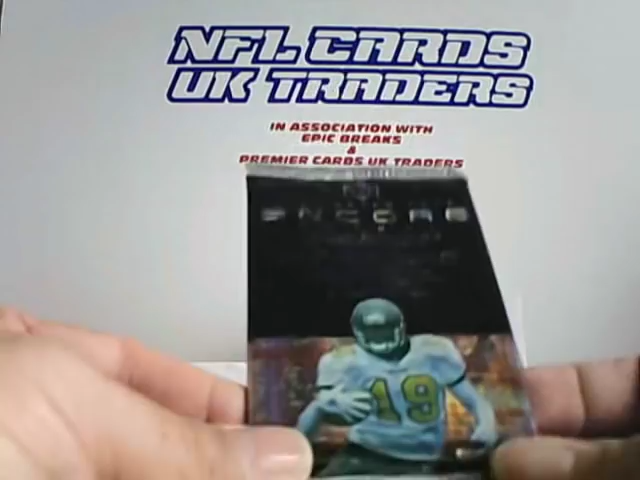 NFL CARDS
UK TRADERS
IN ASSOCIATION WITH
EPIC BREAKS
&
PREMIER CARDS UK TRADERS
ENCORE
19